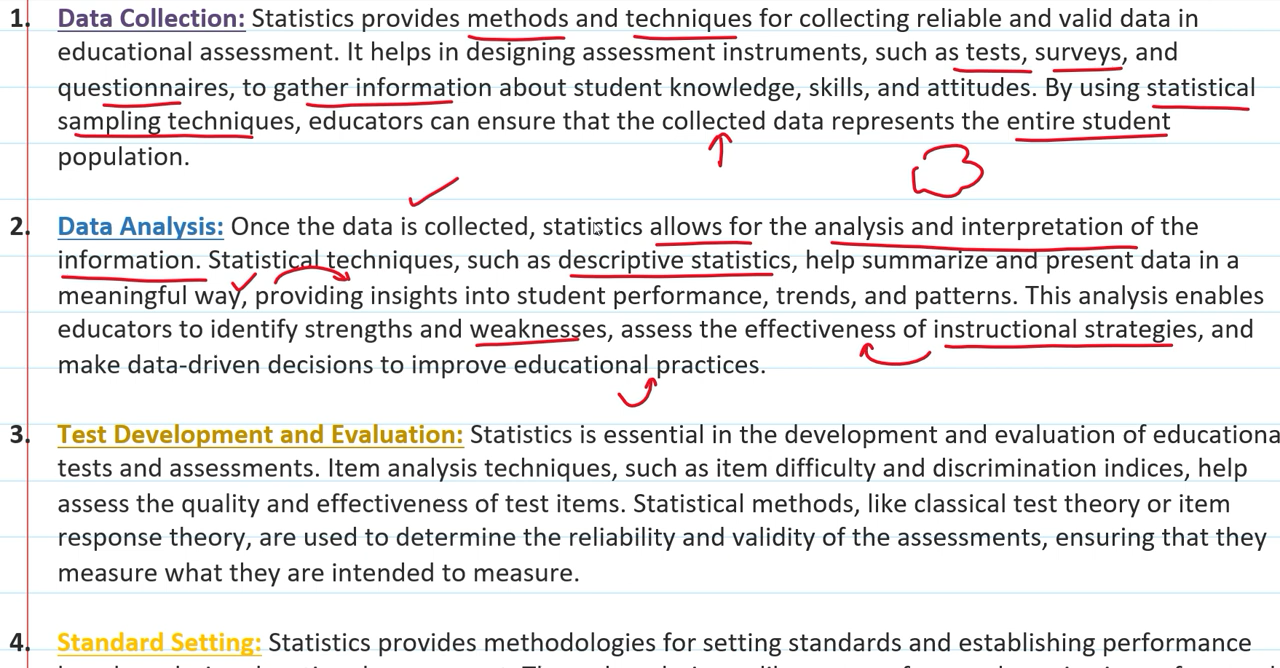 1. Data Collection: Statistics provides methods and techniques for collecting reliable and valid data in
educational assessment. It helps in designing assessment instruments, such as tests, surveys, and
questionnaires, to gather information about student knowledge, skills, and attitudes. By using statistical
sampling techniques, educators can ensure that the collected data represents the entire student
population.
2. Data Analysis: Once the data is collected, statistics allows for the analysis and interpretation of the
information. Statistical techniques, such as descriptive statistics, help summarize and present data in a
meaningful way, providing insights into student performance, trends, and patterns. This analysis enables
educators to identify strengths and weaknesses, assess the effectiveness of instructional strategies, and
make data-driven decisions to improve educational practices.
3. Test Development and Evaluation: Statistics is essential in the development and evaluation of educationa
tests and assessments. Item analysis techniques, such as item difficulty and discrimination indices, help
assess the quality and effectiveness of test items. Statistical methods, like classical test theory or item
response theory, are used to determine the reliability and validity of the assessments, ensuring that they
measure what they are intended to measure.
4. Standard Setting: Statistics provides methodologies for setting standards and establishing performance